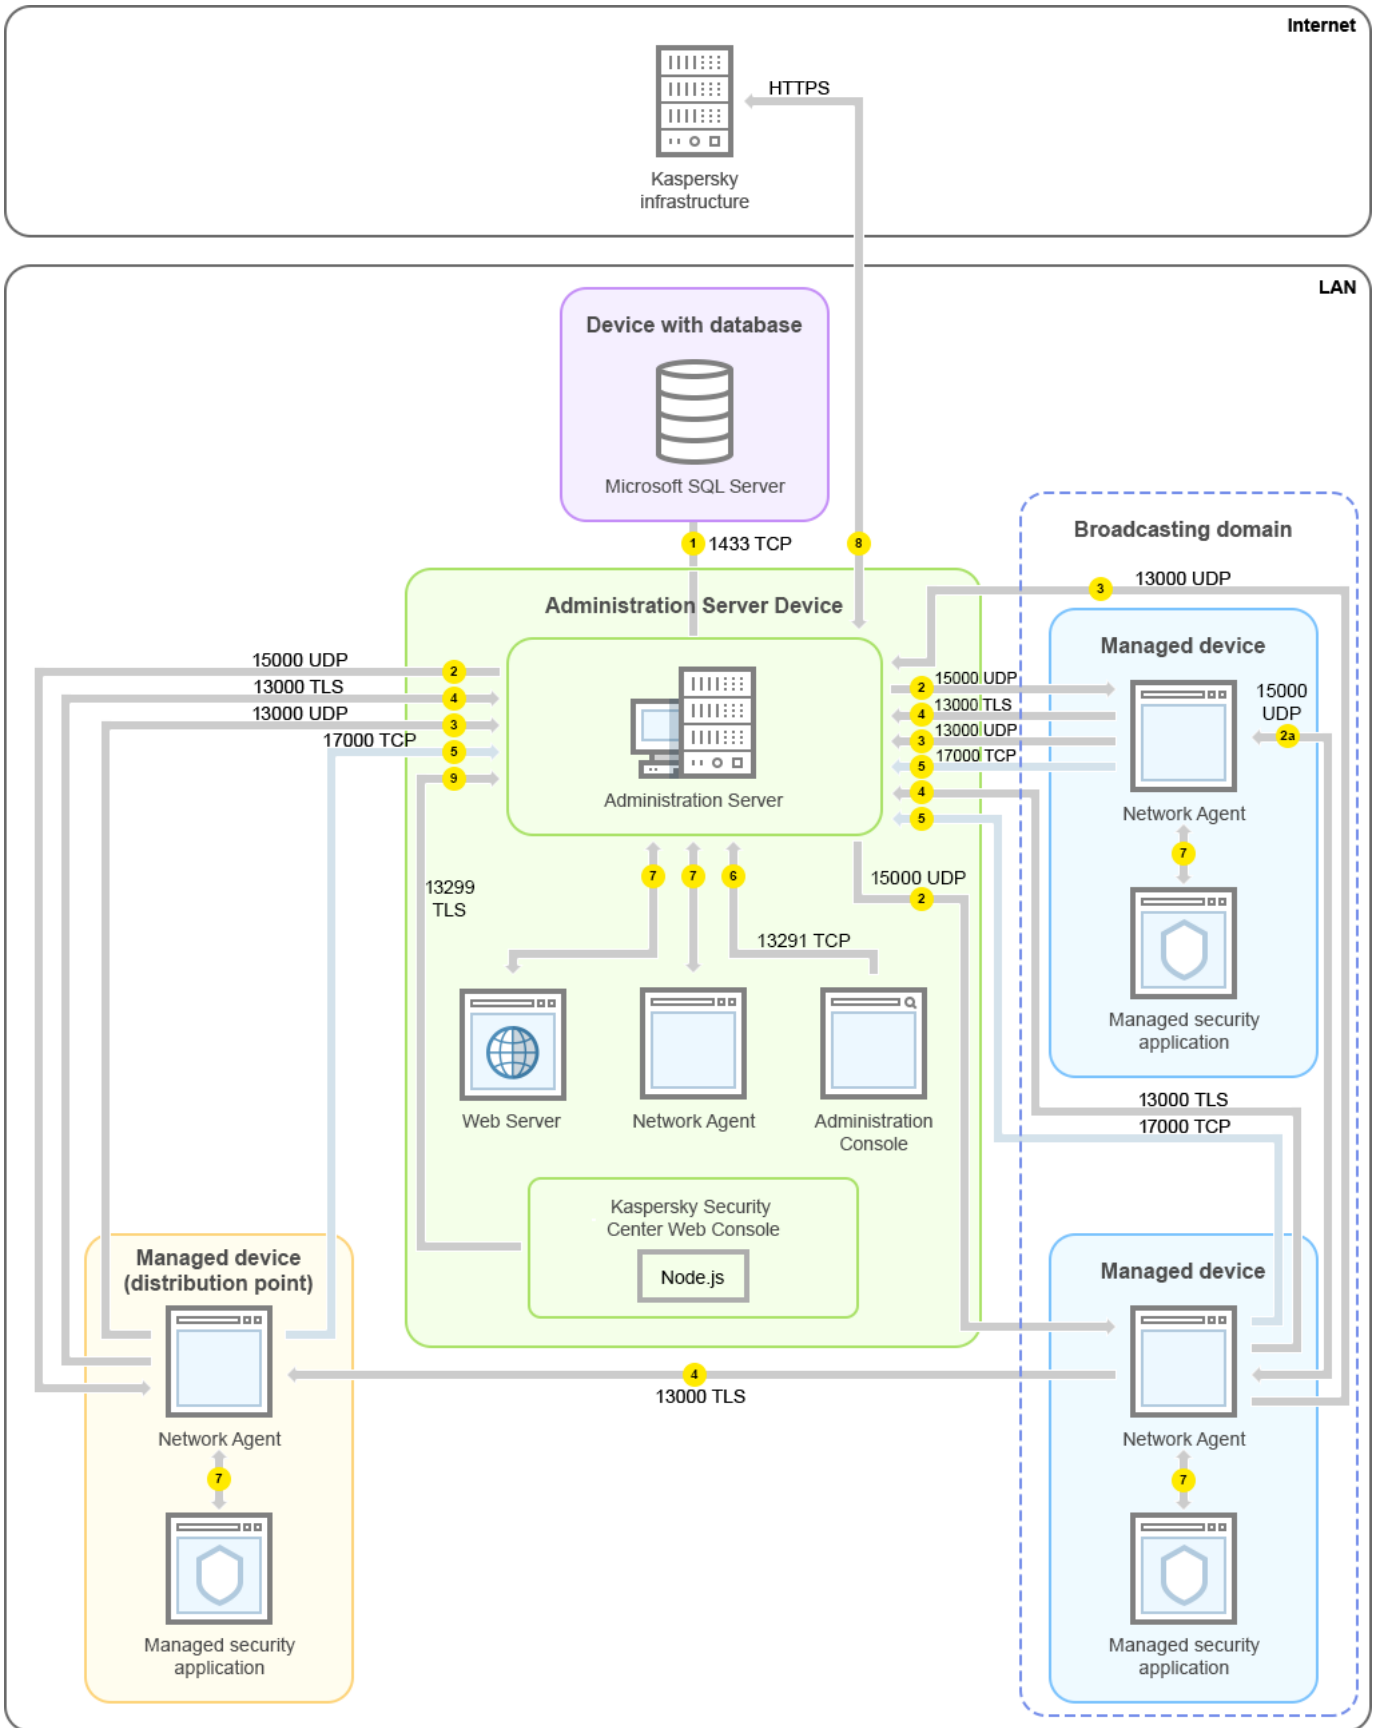 Internet
HTTPS
Kaspersky
infrastructure
LAN
Device with database
Microsoft SQL Server
1
1433 TCP
8
Broadcasting domain
3
13000 UDP
Administration Server Device
Managed device
15000 UDP
2
13000 TLS
4
13000 UDP
3
17000 TCP
5
9
Administration Server
2
15000 UDP
4
13000 TLS
3
13000 UDP
5
17000 TCP
4
5
15000
UDP
2a
Network Agent
7
Managed security
application
13299
TLS
7
7
6
13291 TCP
15000 UDP
2
Web Server
Network Agent
Administration
Console
13000 TLS
17000 TCP
Kaspersky Security
Center Web Console
Node.js
Managed device
(distribution point)
Network Agent
7
Managed security
application
4
13000 TLS
Managed device
Network Agent
7
Managed security
application